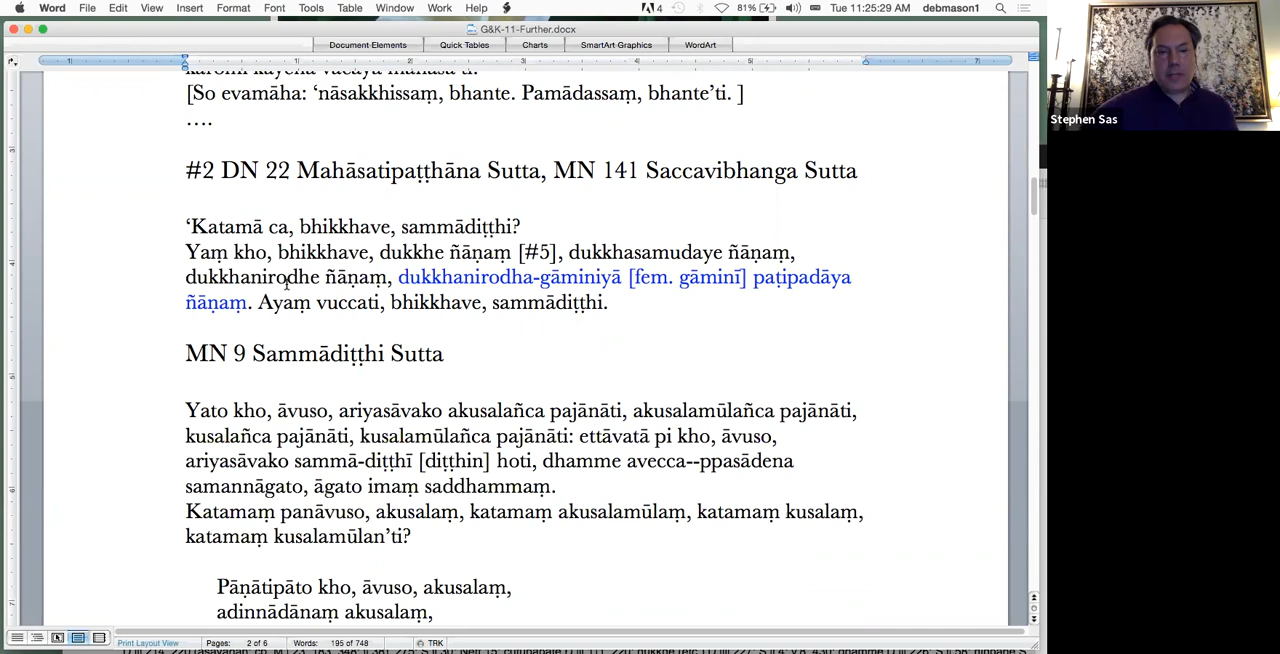 Word File Edit View Insert Format Font Tools Table Window Work Help 4 81% Tue 11:25:29 AM debmason1
G&K-11-Further.docx
Document Elements Quick Tables Charts SmartArt Graphics WordArt
Stephen Sas
[So evamāha: ‘nāsakkhissaṃ, bhante. Pamādassaṃ, bhante’ti. ]
….
#2 DN 22 Mahāsatipaṭṭhāna Sutta, MN 141 Saccavibhanga Sutta
‘Katamā ca, bhikkhave, sammādiṭṭhi?
Yaṃ kho, bhikkhave, dukkhe ñāṇaṃ [#5], dukkhasamudaye ñāṇaṃ,
dukkhanirodhe ñāṇaṃ, dukkhanirodha-gāminiyā [fem. gāminī] paṭipadāya
ñāṇaṃ. Ayaṃ vuccati, bhikkhave, sammādiṭṭhi.
MN 9 Sammādiṭṭhi Sutta
Yato kho, āvuso, ariyasāvako akusalañca pajānāti, akusalamūlañca pajānāti,
kusalañca pajānāti, kusalamūlañca pajānāti: ettāvatā pi kho, āvuso,
ariyasāvako sammā-diṭṭhī [diṭṭhin] hoti, dhamme avecca--ppasādena
samannāgato, āgato imaṃ saddhammaṃ.
Katamaṃ panāvuso, akusalaṃ, katamaṃ akusalamūlaṃ, katamaṃ kusalaṃ,
katamaṃ kusalamūlan’ti?
Pāṇātipāto kho, āvuso, akusalaṃ,
adinnādānaṃ akusalaṃ,
Print Layout View Pages: 2 of 6 Words: 195 of 748 TRK